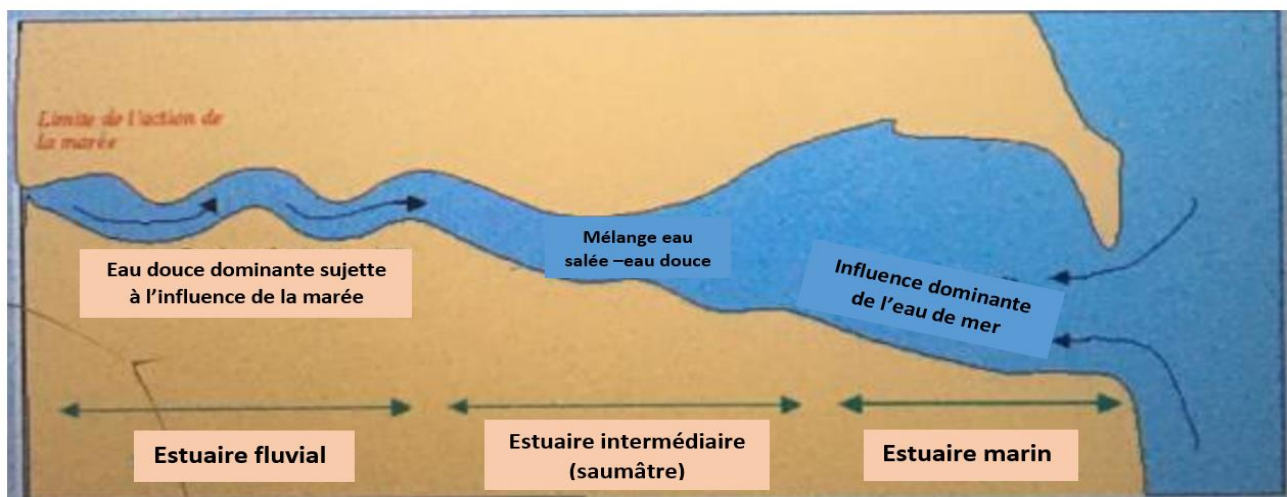 Limite de l'action de
la marée
Eau douce dominante sujette
à l'influence de la marée
Mélange eau
salée –eau douce
Influence dominante
de l'eau de mer
Estuaire fluvial
Estuaire intermédiaire
(saumâtre)
Estuaire marin